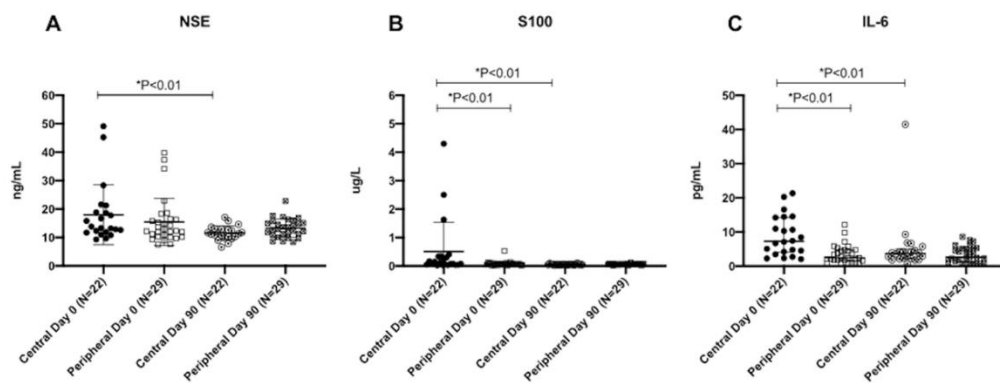 A NSE
*P<0.01
60
50
40
30
20
10
0
ng/mL
Central Day 0 (N=22)
Peripheral Day 0 (N=29)
Central Day 90 (N=22)
Peripheral Day 90 (N=29)
B S100
*P<0.01
*P<0.01
6
5
4
3
2
1
0
ug/L
Central Day 0 (N=22)
Peripheral Day 0 (N=29)
Central Day 90 (N=22)
Peripheral Day 90 (N=29)
C IL-6
*P<0.01
*P<0.01
50
40
30
20
10
0
pg/mL
Central Day 0 (N=22)
Peripheral Day 0 (N=29)
Central Day 90 (N=22)
Peripheral Day 90 (N=29)